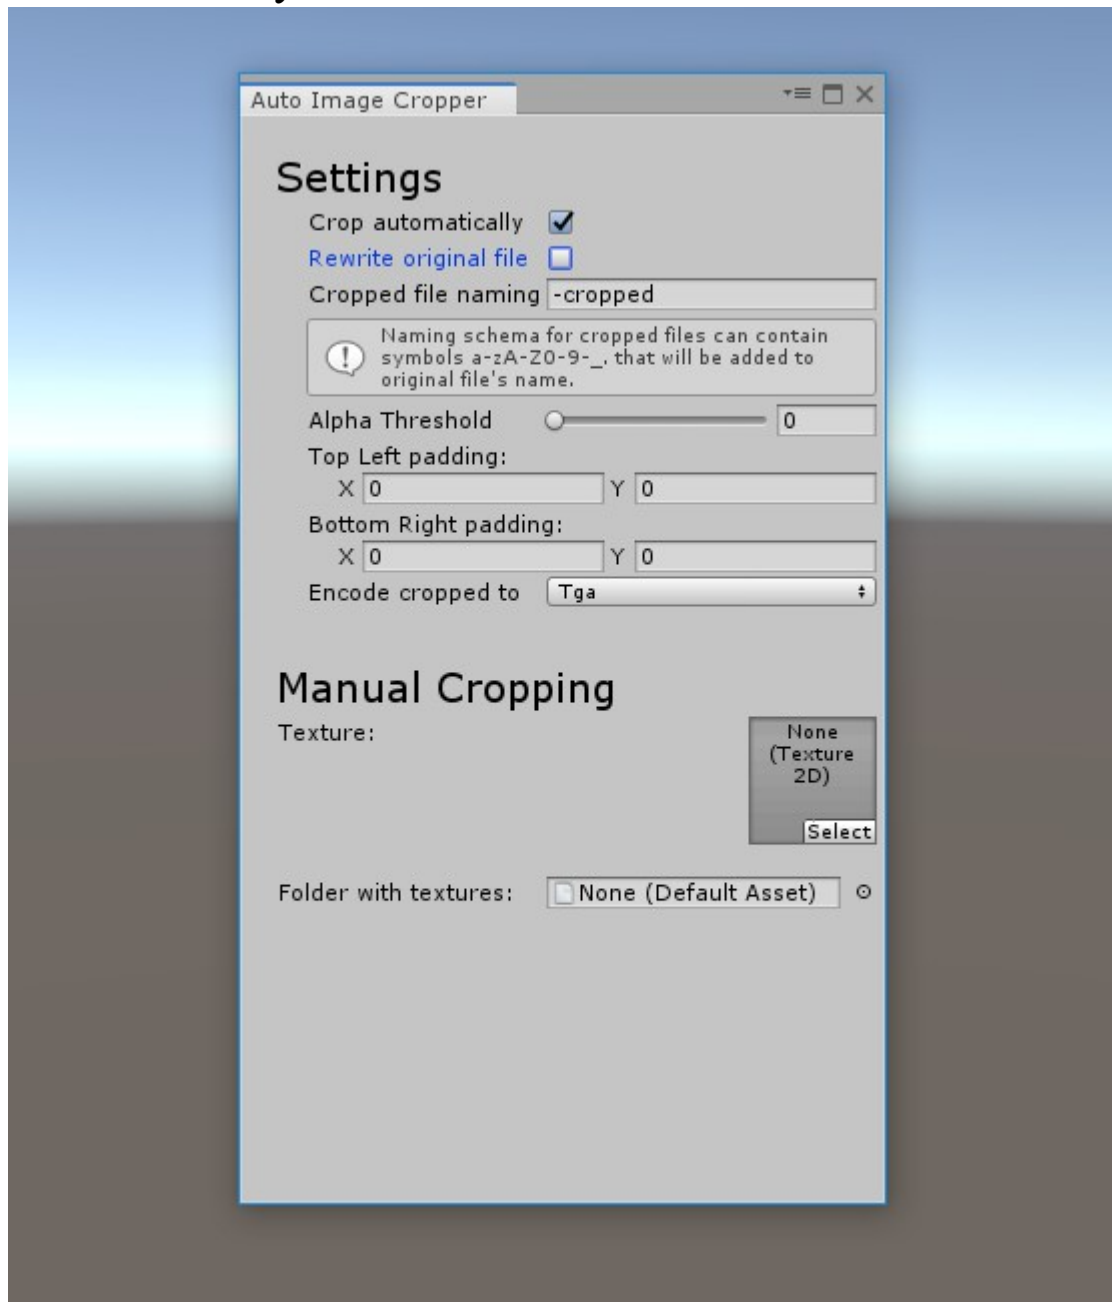 Auto Image Cropper
Settings
Crop automatically
Rewrite original file
Cropped file naming -cropped
Naming schema for cropped files can contain
symbols a-zA-Z0-9-_. that will be added to
original file's name.
Alpha Threshold 0
Top Left padding:
X 0 Y 0
Bottom Right padding:
X 0 Y 0
Encode cropped to Tga
Manual Cropping
Texture:
None
(Texture
2D)
Select
Folder with textures: None (Default Asset)